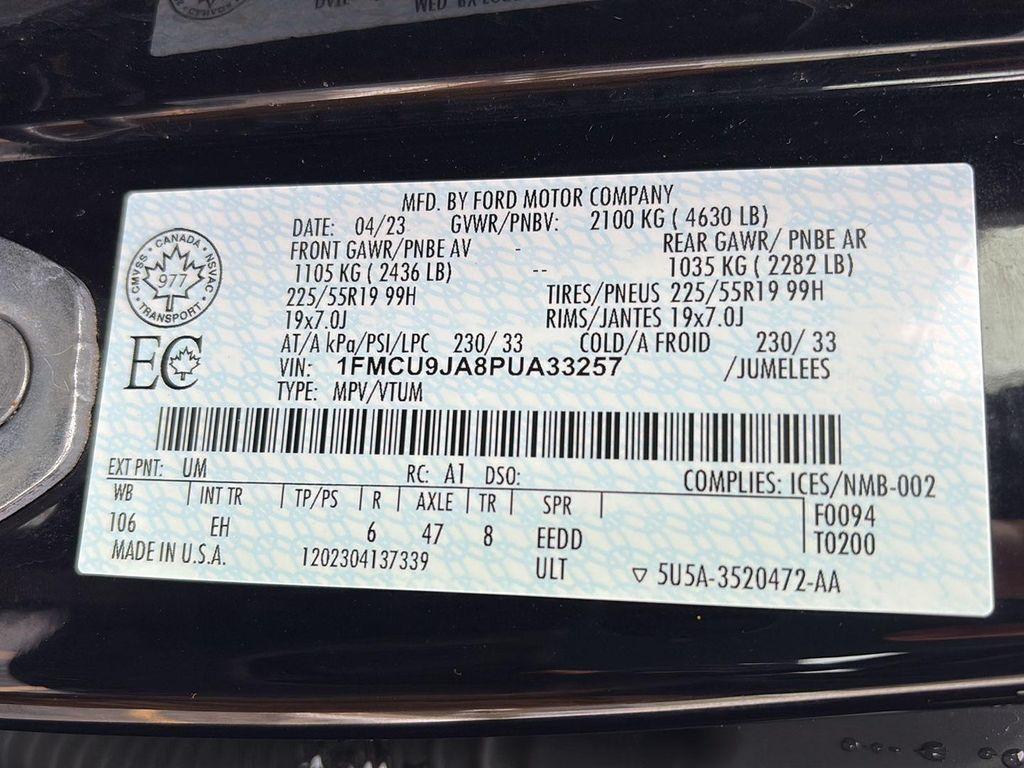 WED
MFD. BY FORD MOTOR COMPANY
DATE: 04/23 GVWR/PNBV: 2100 KG ( 4630 LB)
FRONT GAWR/PNBE AV - REAR GAWR/ PNBE AR
1105 KG ( 2436 LB) -- 1035 KG ( 2282 LB)
225/55R19 99H TIRES/PNEUS 225/55R19 99H
19x7.0J RIMS/JANTES 19x7.0J
AT/A kPa/PSI/LPC 230/ 33 COLD/A FROID 230/ 33
VIN: 1FMCU9JA8PUA33257 /JUMELEES
TYPE: MPV/VTUM
CMVSS · CANADA · NSVAC
977
TRANSPORT
EC
EXT PNT: UM RC: A1 DSO: COMPLIES: ICES/NMB-002
WB INT TR TP/PS R AXLE TR SPR F0094
106 EH 6 47 8 EEDD T0200
MADE IN U.S.A. 1202304137339 ULT ▽ 5U5A-3520472-AA